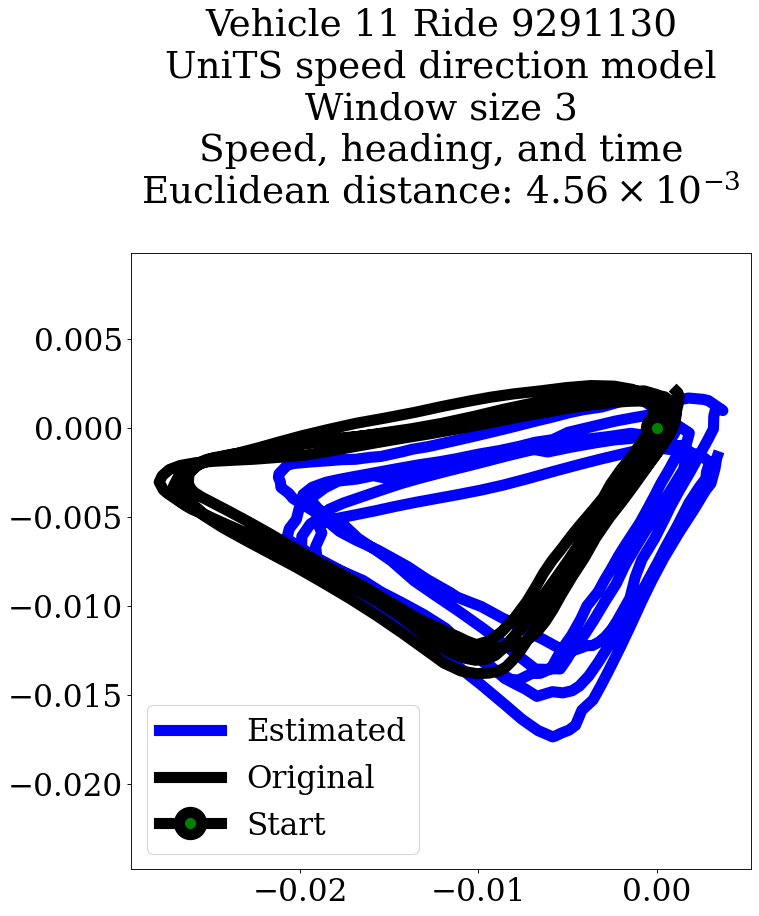 Vehicle 11 Ride 9291130
UniTS speed direction model
Window size 3
Speed, heading, and time
Euclidean distance: 4.56 × 10⁻³
0.005
0.000
−0.005
−0.010
−0.015
−0.020
Estimated
Original
Start
−0.02 −0.01 0.00